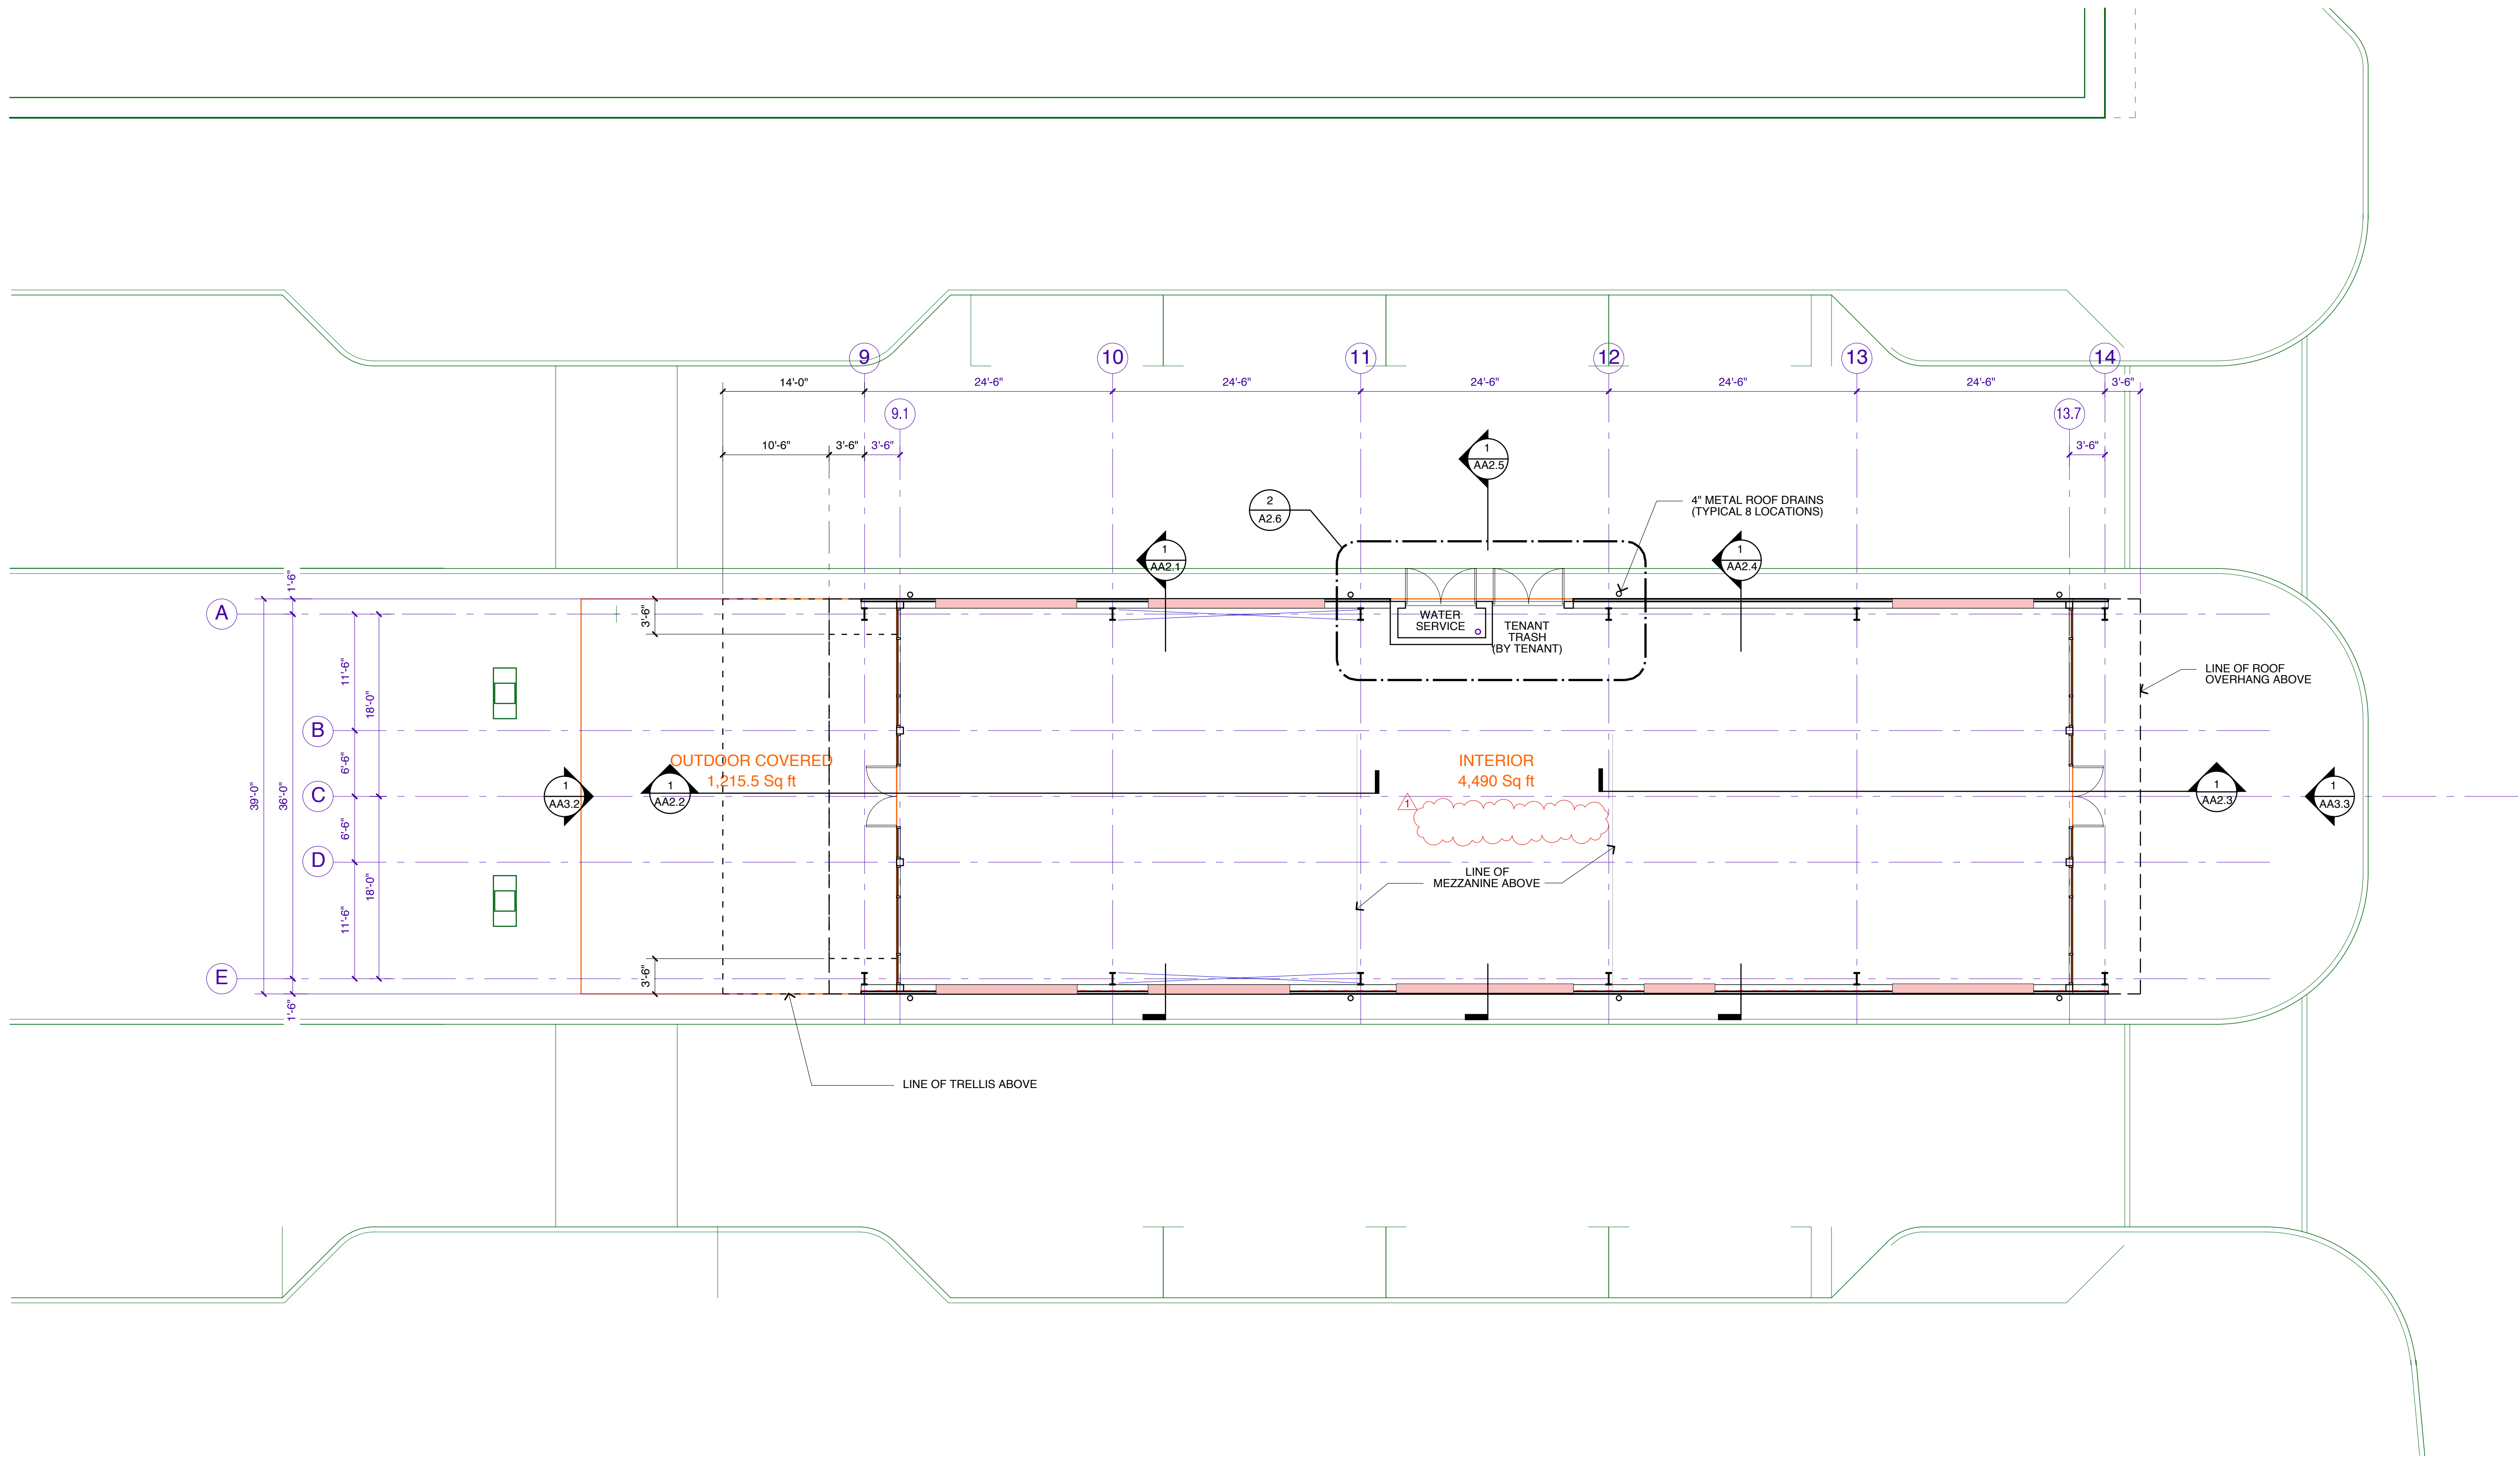 9
10
11
12
13
14
14'-0"
24'-6"
24'-6"
24'-6"
24'-6"
24'-6"
3'-6"
9.1
13.7
10'-6"
3'-6"
3'-6"
3'-6"
1
AA2.5
2
A2.6
4" METAL ROOF DRAINS
(TYPICAL 8 LOCATIONS)
1
AA2.1
1
AA2.4
1'-6"
A
3'-6"
WATER
SERVICE
TENANT
TRASH
(BY TENANT)
11'-6"
18'-0"
LINE OF ROOF
OVERHANG ABOVE
B
6'-6"
OUTDOOR COVERED
1,215.5 Sq ft
INTERIOR
4,490 Sq ft
39'-0"
36'-0"
C
1
AA3.2
1
AA2.2
1
AA2.3
1
AA3.3
1
6'-6"
D
LINE OF
MEZZANINE ABOVE
18'-0"
11'-6"
E
3'-6"
1'-6"
LINE OF TRELLIS ABOVE